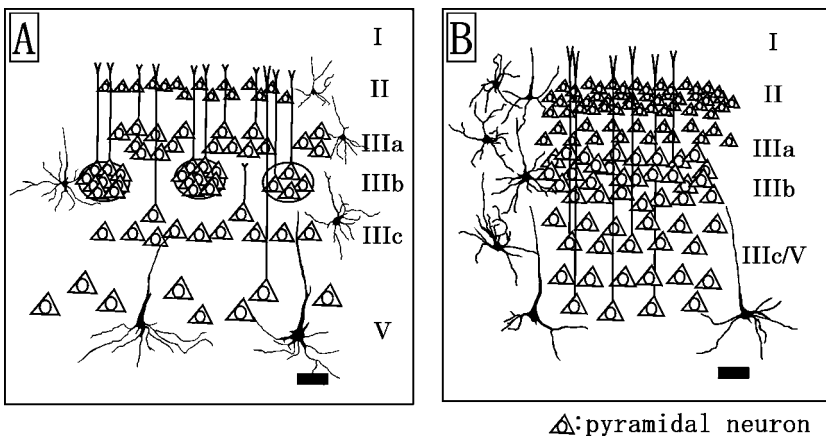 A
I
II
IIIa
IIIb
IIIc
V
B
I
II
IIIa
IIIb
IIIc/V
:pyramidal neuron